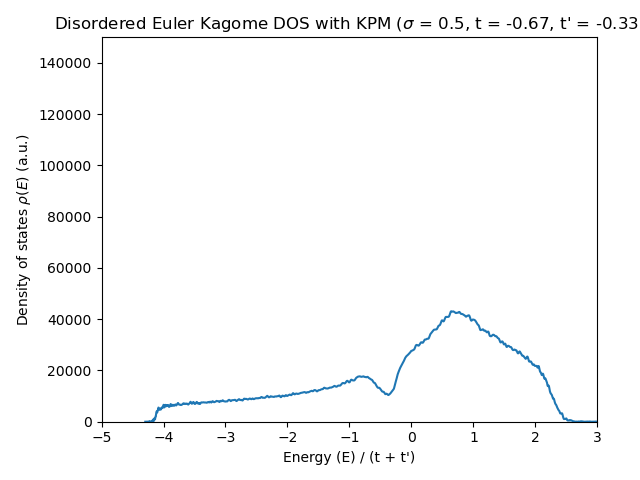 Disordered Euler Kagome DOS with KPM (σ = 0.5, t = -0.67, t' = -0.33
140000
120000
100000
80000
60000
40000
20000
0
Density of states ρ(E) (a.u.)
−5 −4 −3 −2 −1 0 1 2 3
Energy (E) / (t + t')